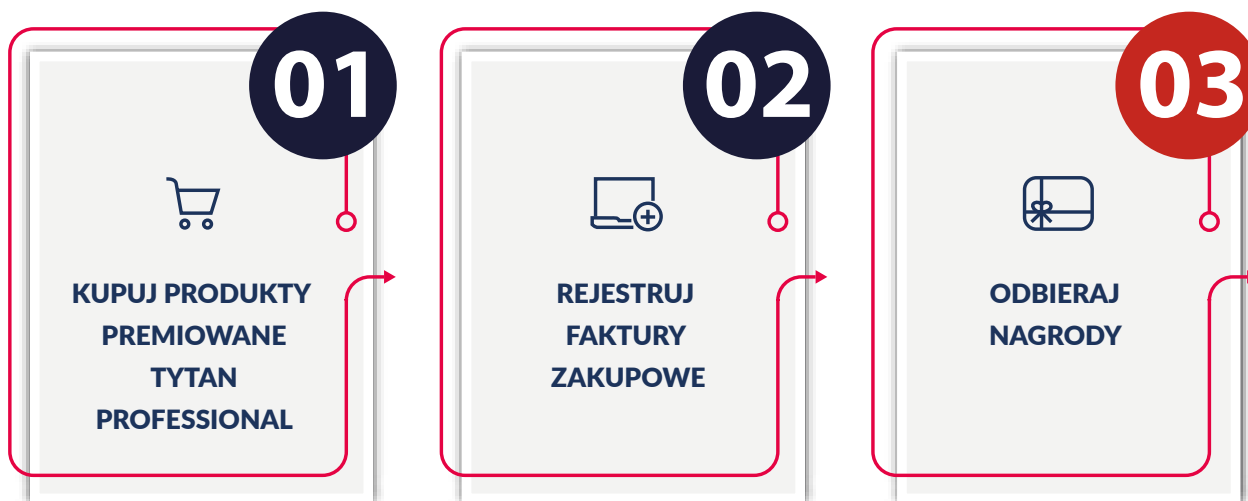 01
KUPUJ PRODUKTY
PREMIOWANE
TYTAN
PROFESSIONAL
02
REJESTRUJ
FAKTURY
ZAKUPOWE
03
ODBIERAJ
NAGRODY